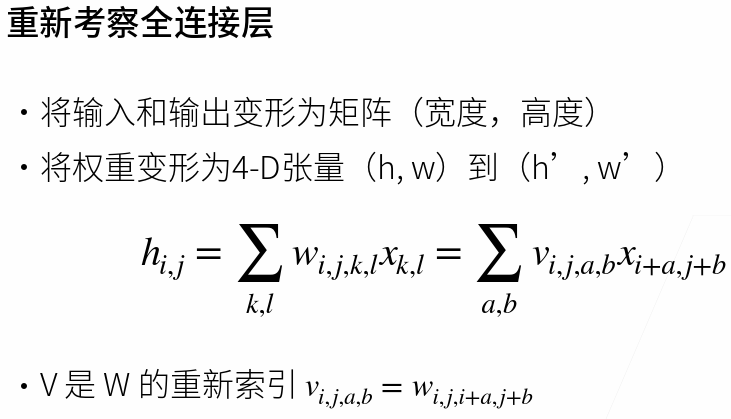 重新考察全连接层
• 将输入和输出变形为矩阵（宽度，高度）
• 将权重变形为4-D张量（h, w）到（h’, w’）
h_{i,j} = \sum_{k,l} w_{i,j,k,l} x_{k,l} = \sum_{a,b} v_{i,j,a,b} x_{i+a,j+b}
• V 是 W 的重新索引 v_{i,j,a,b} = w_{i,j,i+a,j+b}